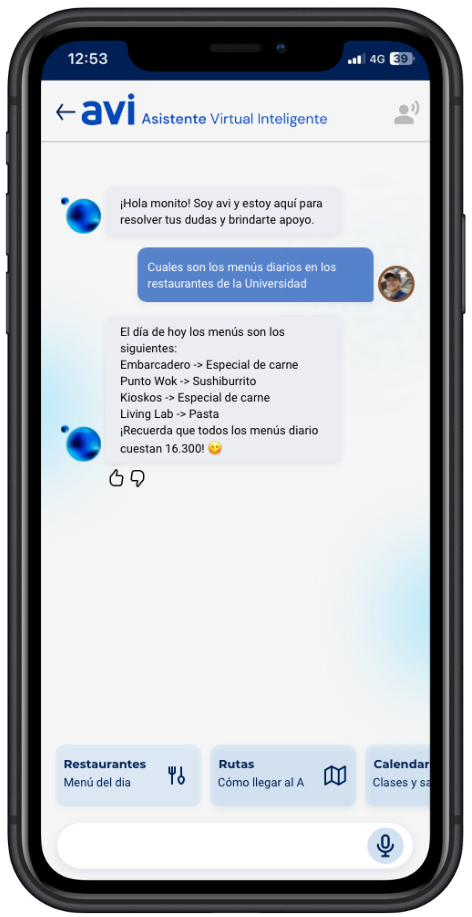 12:53
4G 39
avi Asistente Virtual Inteligente
¡Hola monito! Soy avi y estoy aquí para
resolver tus dudas y brindarte apoyo.
Cuales son los menús diarios en los
restaurantes de la Universidad
El día de hoy los menús son los
siguientes:
Embarcadero -> Especial de carne
Punto Wok -> Sushiburrito
Kioskos -> Especial de carne
Living Lab -> Pasta
¡Recuerda que todos los menús diario
cuestan 16.300! 😋
Restaurantes
Menú del dia
Rutas
Cómo llegar al A
Calendar
Clases y sa